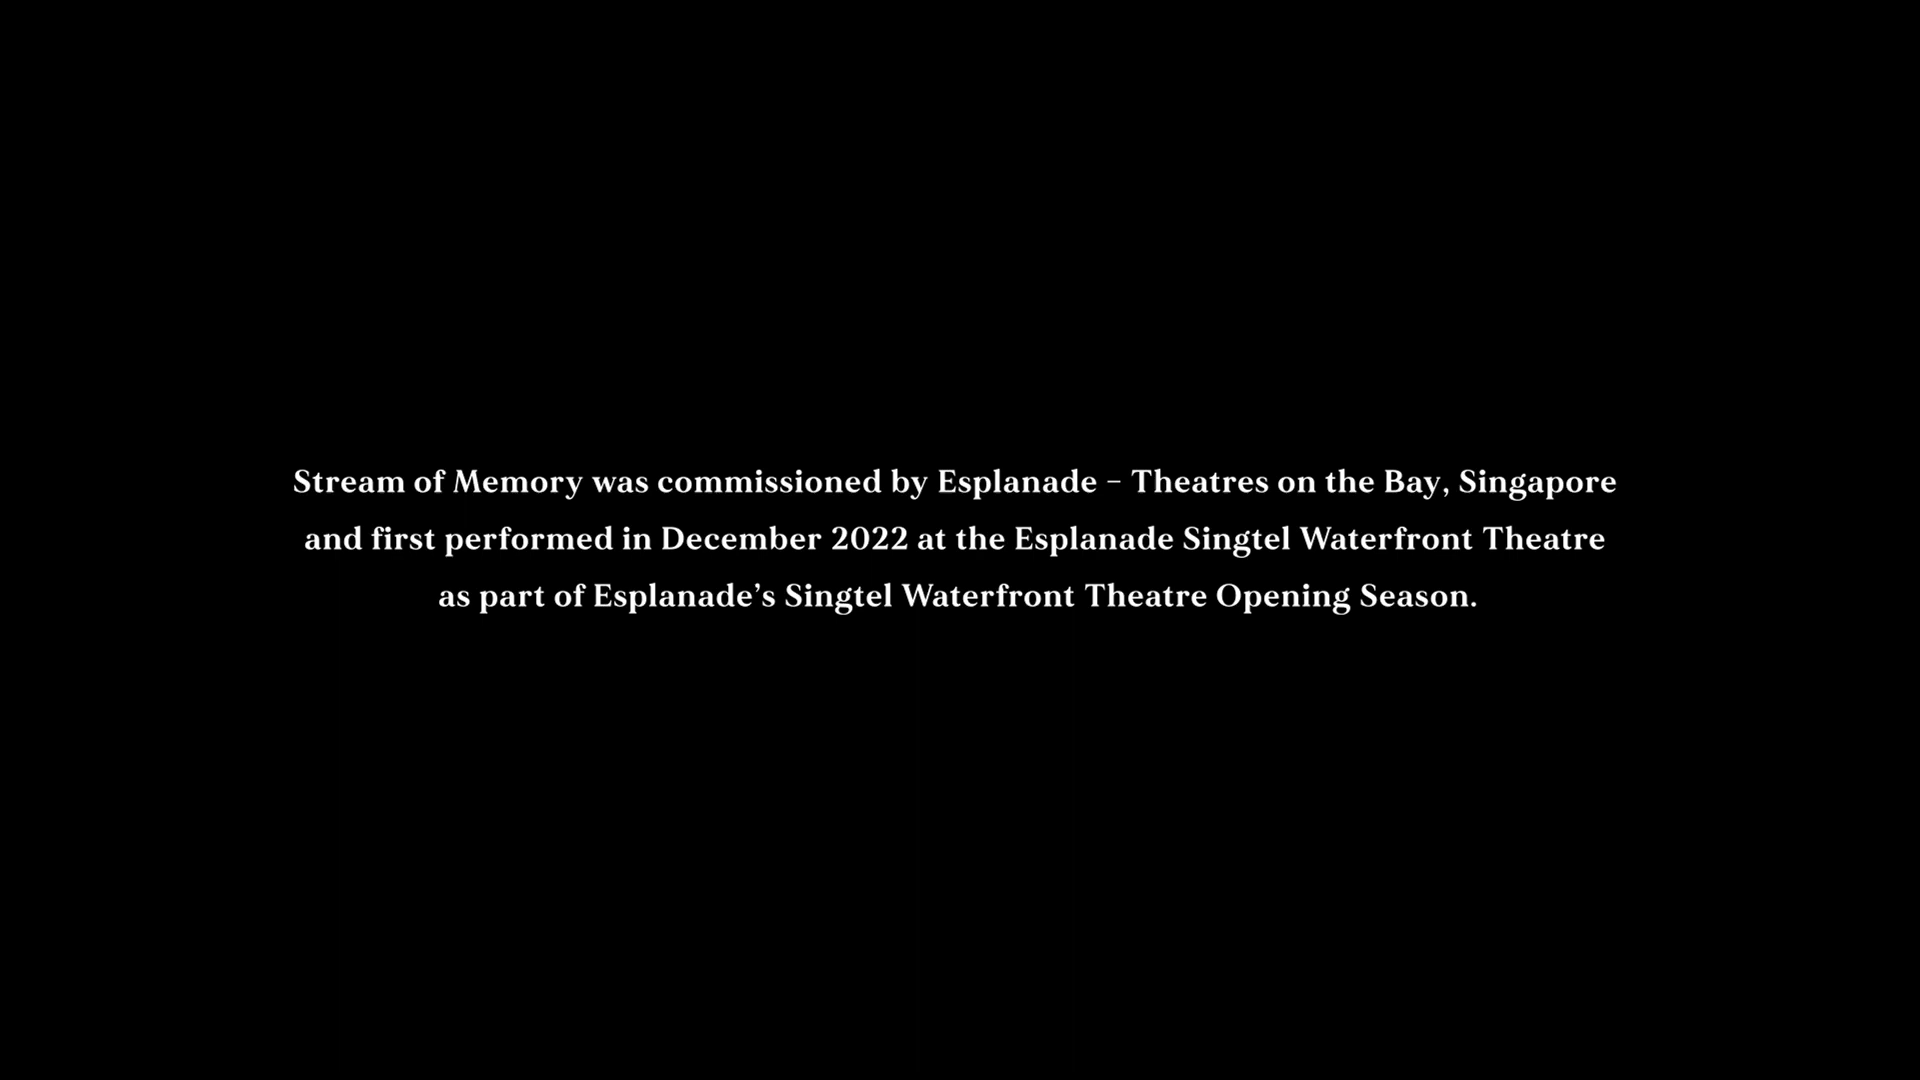 Stream of Memory was commissioned by Esplanade – Theatres on the Bay, Singapore
and first performed in December 2022 at the Esplanade Singtel Waterfront Theatre
as part of Esplanade’s Singtel Waterfront Theatre Opening Season.